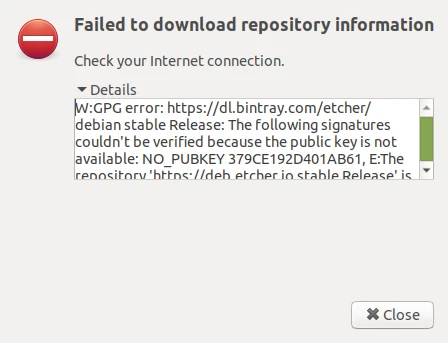 Failed to download repository information
Check your Internet connection.
Details
W:GPG error: https://dl.bintray.com/etcher/
debian stable Release: The following signatures
couldn't be verified because the public key is not
available: NO_PUBKEY 379CE192D401AB61, E:The
repository 'https://deb.etcher.io stable Release' is
Close